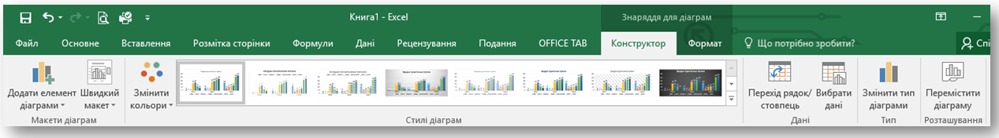 Книга1 - Excel
Знаряддя для діаграм
Файл Основне Вставлення Розмітка сторінки Формули Дані Рецензування Подання OFFICE TAB Конструктор Формат Що потрібно зробити? Спі
Додати елемент діаграми
Швидкий макет
Змінити кольори
Перехід рядок/ стовпець
Вибрати дані
Змінити тип діаграми
Перемістити діаграму
Макети діаграм Стилі діаграм Дані Тип Розташування